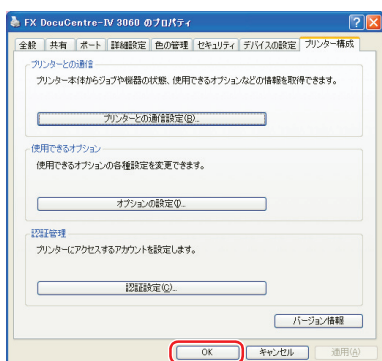 FX DocuCentre-IV 3060 のプロパティ
全般 共有 ポート 詳細設定 色の管理 セキュリティ デバイスの設定 プリンター構成
プリンターとの通信
プリンター本体からジョブや機器の状態、使用できるオプションなどの情報を取得できます。
プリンターとの通信設定(B)...
使用できるオプション
使用できるオプションの各種設定を変更できます。
オプションの設定(I)...
認証管理
プリンターにアクセスするアカウントを設定します。
認証設定(C)...
バージョン情報
OK キャンセル 適用(A)